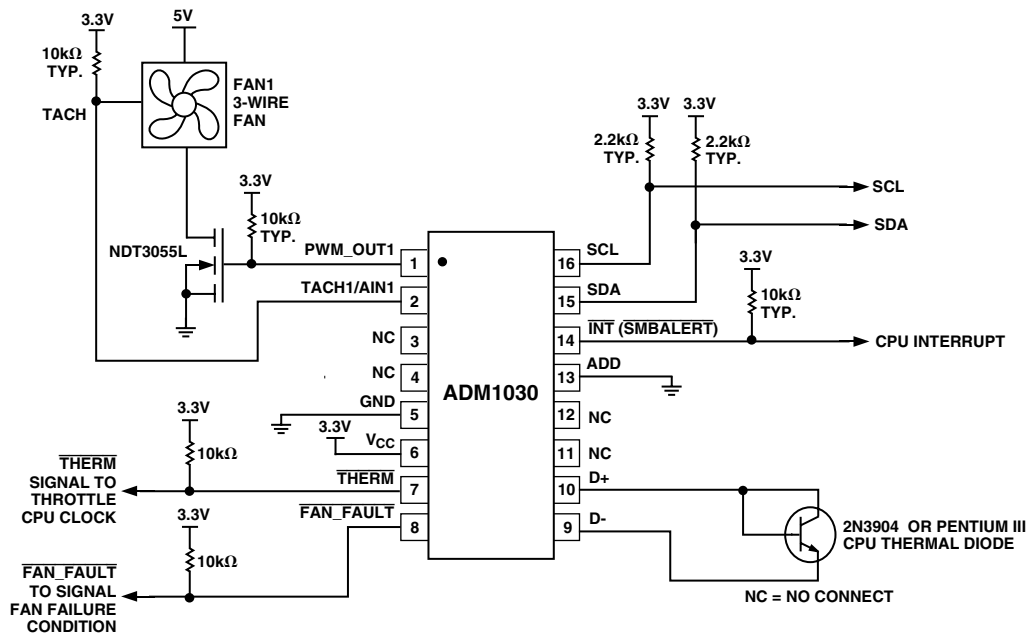 3.3V
10kΩ
TYP.
TACH
5V
FAN1
3-WIRE
FAN
3.3V
10kΩ
TYP.
NDT3055L
PWM_OUT1
TACH1/AIN1
NC
NC
GND
3.3V
VCC
THERM
FAN_FAULT
1
2
3
4
5
6
7
8
ADM1030
16
15
14
13
12
11
10
9
SCL
SDA
INT (SMBALERT)
ADD
NC
NC
D+
D-
3.3V
2.2kΩ
TYP.
3.3V
2.2kΩ
TYP.
SCL
SDA
3.3V
10kΩ
TYP.
CPU INTERRUPT
3.3V
10kΩ
THERM
SIGNAL TO
THROTTLE
CPU CLOCK
3.3V
10kΩ
FAN_FAULT
TO SIGNAL
FAN FAILURE
CONDITION
2N3904 OR PENTIUM III
CPU THERMAL DIODE
NC = NO CONNECT